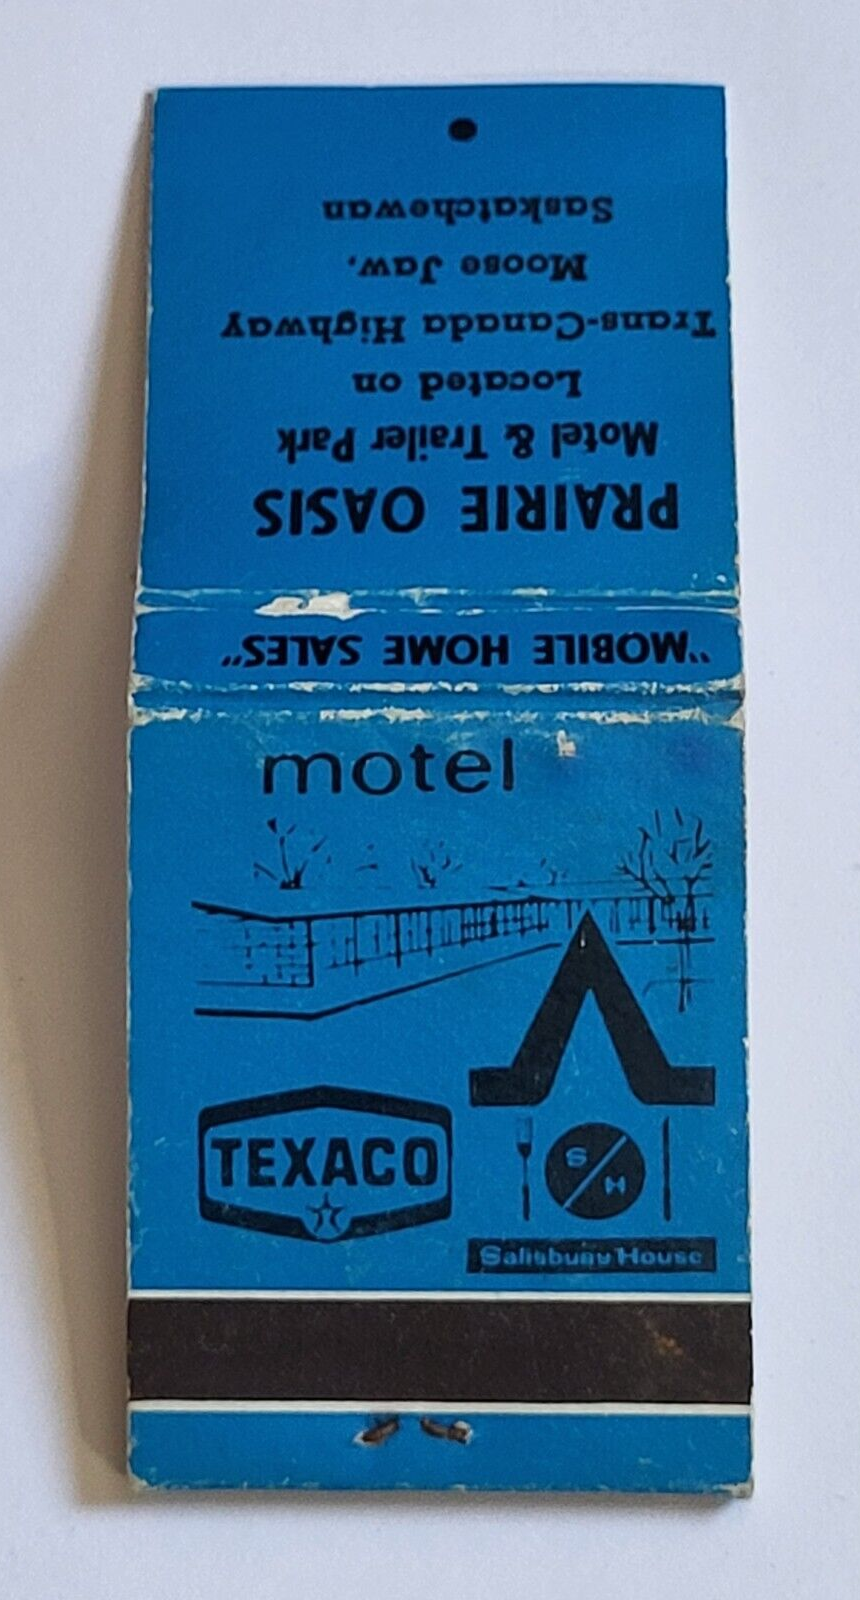 PRAIRIE OASIS
Motel & Trailer Park
Located on
Trans-Canada Highway
Moose Jaw,
Saskatchewan
"MOBILE HOME SALES"
motel
TEXACO
S/H
Salisbury House